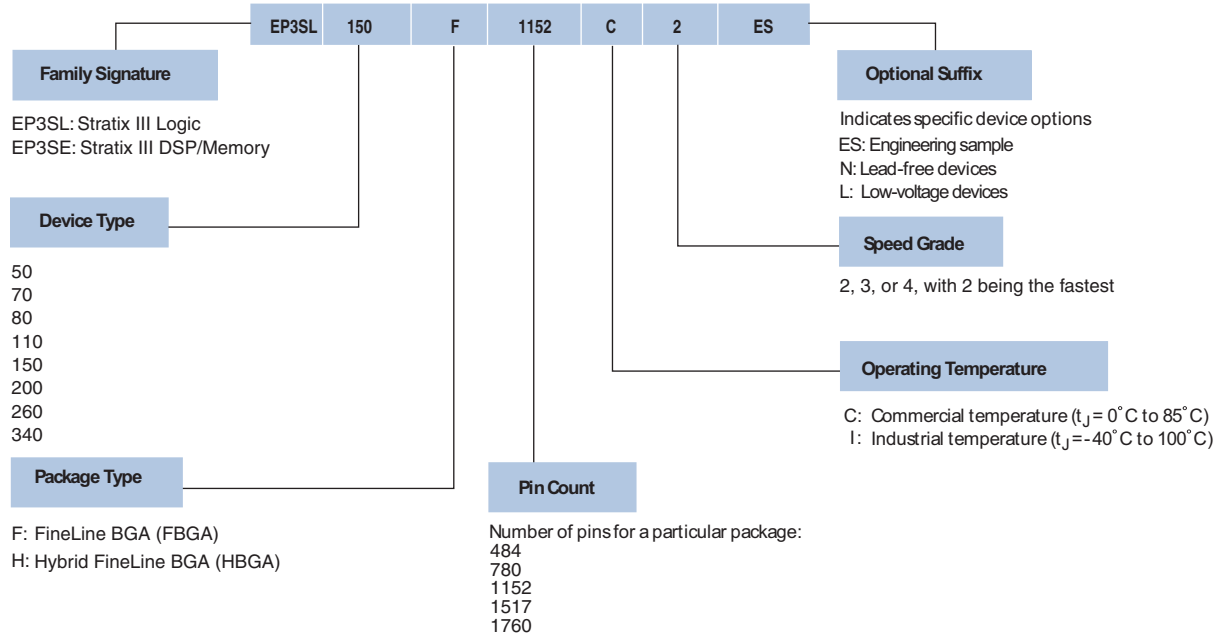 EP3SL 150 F 1152 C 2 ES
Family Signature
EP3SL: Stratix III Logic
EP3SE: Stratix III DSP/Memory
Optional Suffix
Indicates specific device options
ES: Engineering sample
N: Lead-free devices
L: Low-voltage devices
Device Type
50
70
80
110
150
200
260
340
Speed Grade
2, 3, or 4, with 2 being the fastest
Operating Temperature
C: Commercial temperature (tJ = 0°C to 85°C)
I: Industrial temperature (tJ = -40°C to 100°C)
Package Type
F: FineLine BGA (FBGA)
H: Hybrid FineLine BGA (HBGA)
Pin Count
Number of pins for a particular package:
484
780
1152
1517
1760